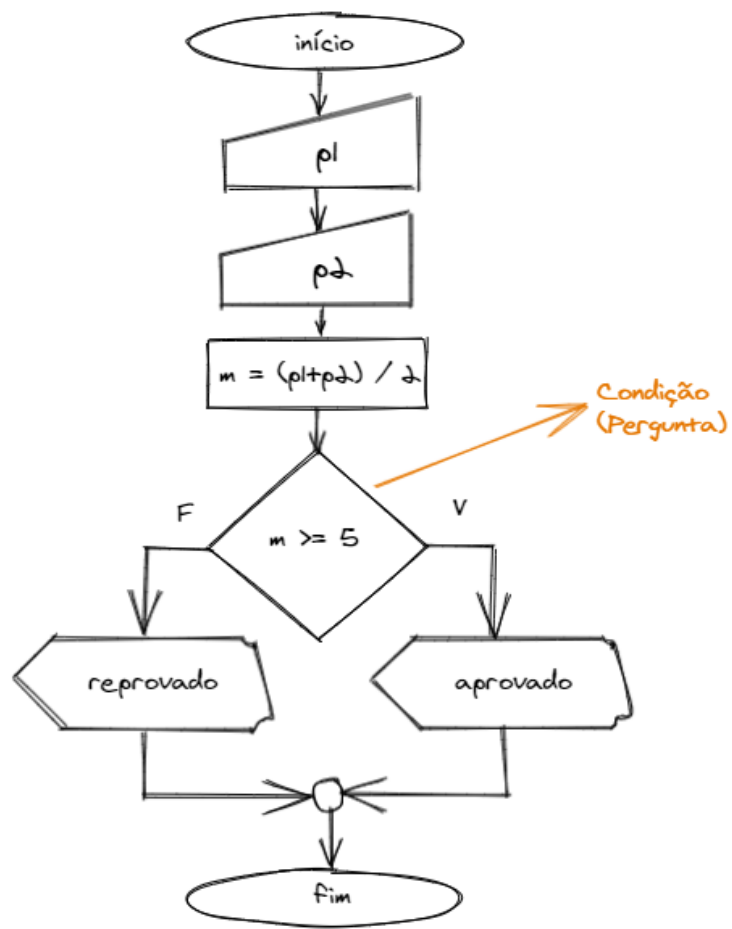 início
p1
p2
m = (p1+p2) / 2
Condição
(Pergunta)
F
V
m >= 5
reprovado
aprovado
fim